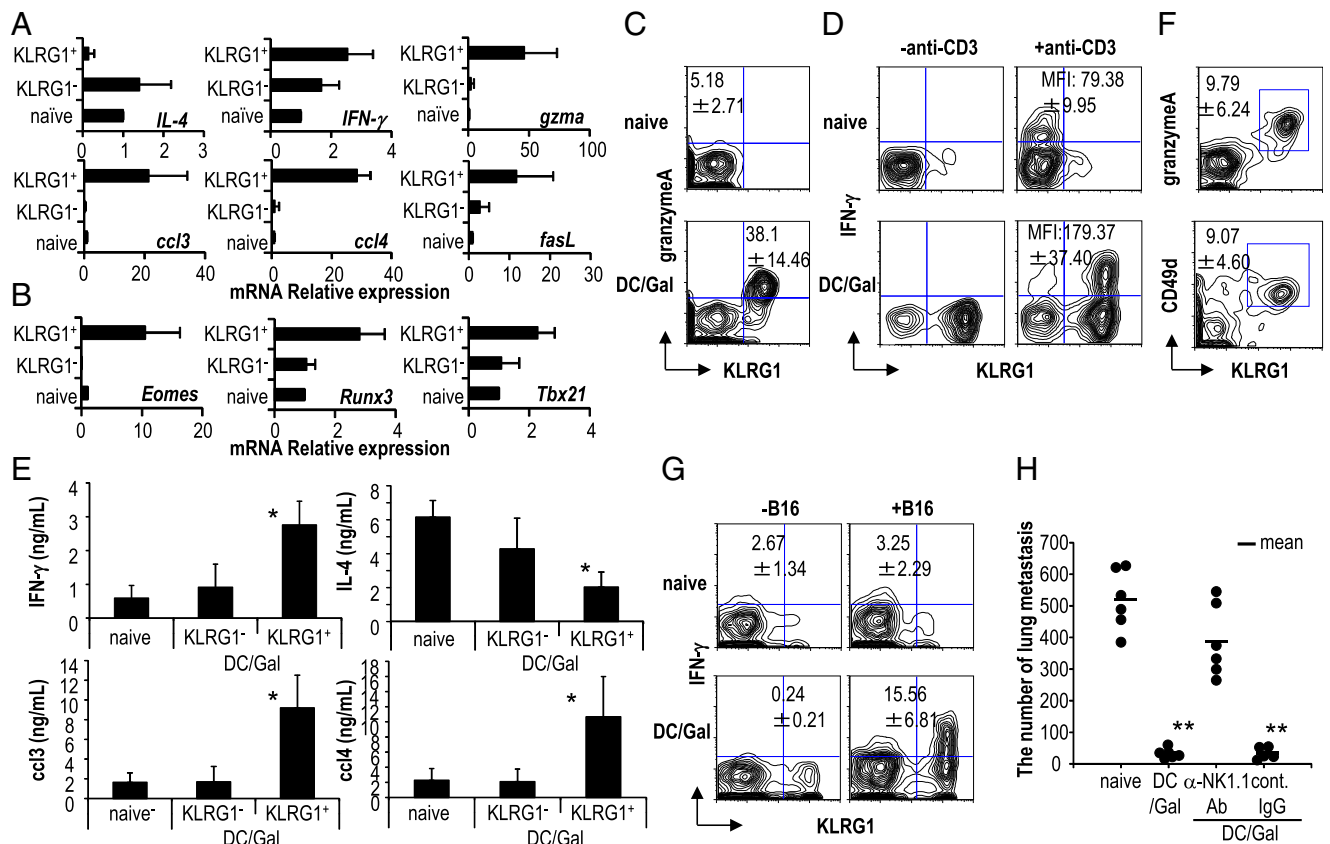 A
KLRG1+
KLRG1-
naïve
IL-4
0 1 2 3
KLRG1+
KLRG1-
naïve
IFN-γ
0 2 4
KLRG1+
KLRG1-
naïve
gzma
0 50 100
KLRG1+
KLRG1-
naive
ccl3
0 20 40
KLRG1+
KLRG1-
naive
ccl4
0 20 40
KLRG1+
KLRG1-
naive
fasL
0 10 20 30
mRNA Relative expression
B
KLRG1+
KLRG1-
naive
Eomes
0 10 20
KLRG1+
KLRG1-
naive
Runx3
0 2 4
KLRG1+
KLRG1-
naive
Tbx21
0 2 4
mRNA Relative expression
C
naive
5.18
±2.71
granzymeA
DC/Gal
38.1
±14.46
KLRG1
D
-anti-CD3 +anti-CD3
naive
MFI: 79.38
±9.95
IFN-γ
DC/Gal
MFI:179.37
±37.40
KLRG1
F
granzymeA
9.79
±6.24
CD49d
9.07
±4.60
KLRG1
E
IFN-γ (ng/mL)
4
3
2
1
0
*
naive KLRG1- KLRG1+
DC/Gal
IL-4 (ng/mL)
8
6
4
2
0
*
naive KLRG1- KLRG1+
DC/Gal
ccl3 (ng/mL)
14
12
10
8
6
4
2
0
*
naive- KLRG1- KLRG1+
DC/Gal
ccl4 (ng/mL)
18
16
14
12
10
8
6
4
2
0
*
naive KLRG1- KLRG1+
DC/Gal
G
-B16 +B16
naive
2.67
±1.34
3.25
±2.29
IFN-γ
DC/Gal
0.24
±0.21
15.56
±6.81
KLRG1
H
The number of lung metastasis
mean
700
600
500
400
300
200
100
0
** **
naive DC α-NK1.1 cont.
/Gal Ab IgG
DC/Gal